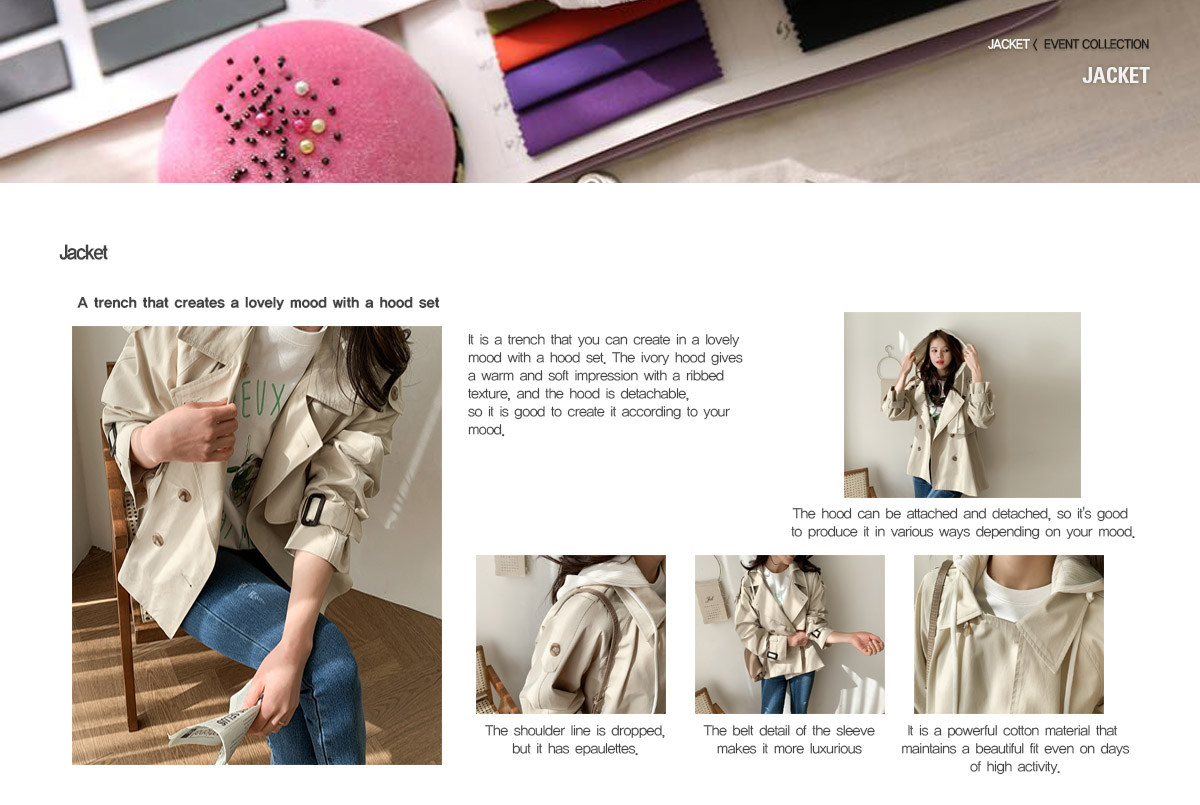 JACKET 〈 EVENT COLLECTION
JACKET
Jacket
A trench that creates a lovely mood with a hood set
EUX
It is a trench that you can create in a lovely
mood with a hood set. The ivory hood gives
a warm and soft impression with a ribbed
texture, and the hood is detachable,
so it is good to create it according to your
mood.
The hood can be attached and detached, so it's good
to produce it in various ways depending on your mood.
The shoulder line is dropped,
but it has epaulettes.
The belt detail of the sleeve
makes it more luxurious
It is a powerful cotton material that
maintains a beautiful fit even on days
of high activity.